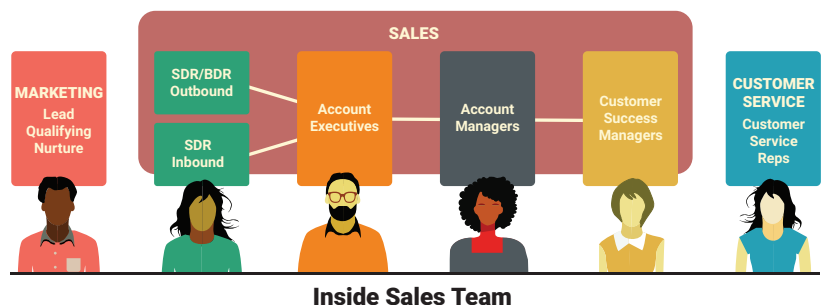 SALES
MARKETING
Lead
Qualifying
Nurture
SDR/BDR
Outbound
SDR
Inbound
Account
Executives
Account
Managers
Customer
Success
Managers
CUSTOMER
SERVICE
Customer
Service
Reps
Inside Sales Team